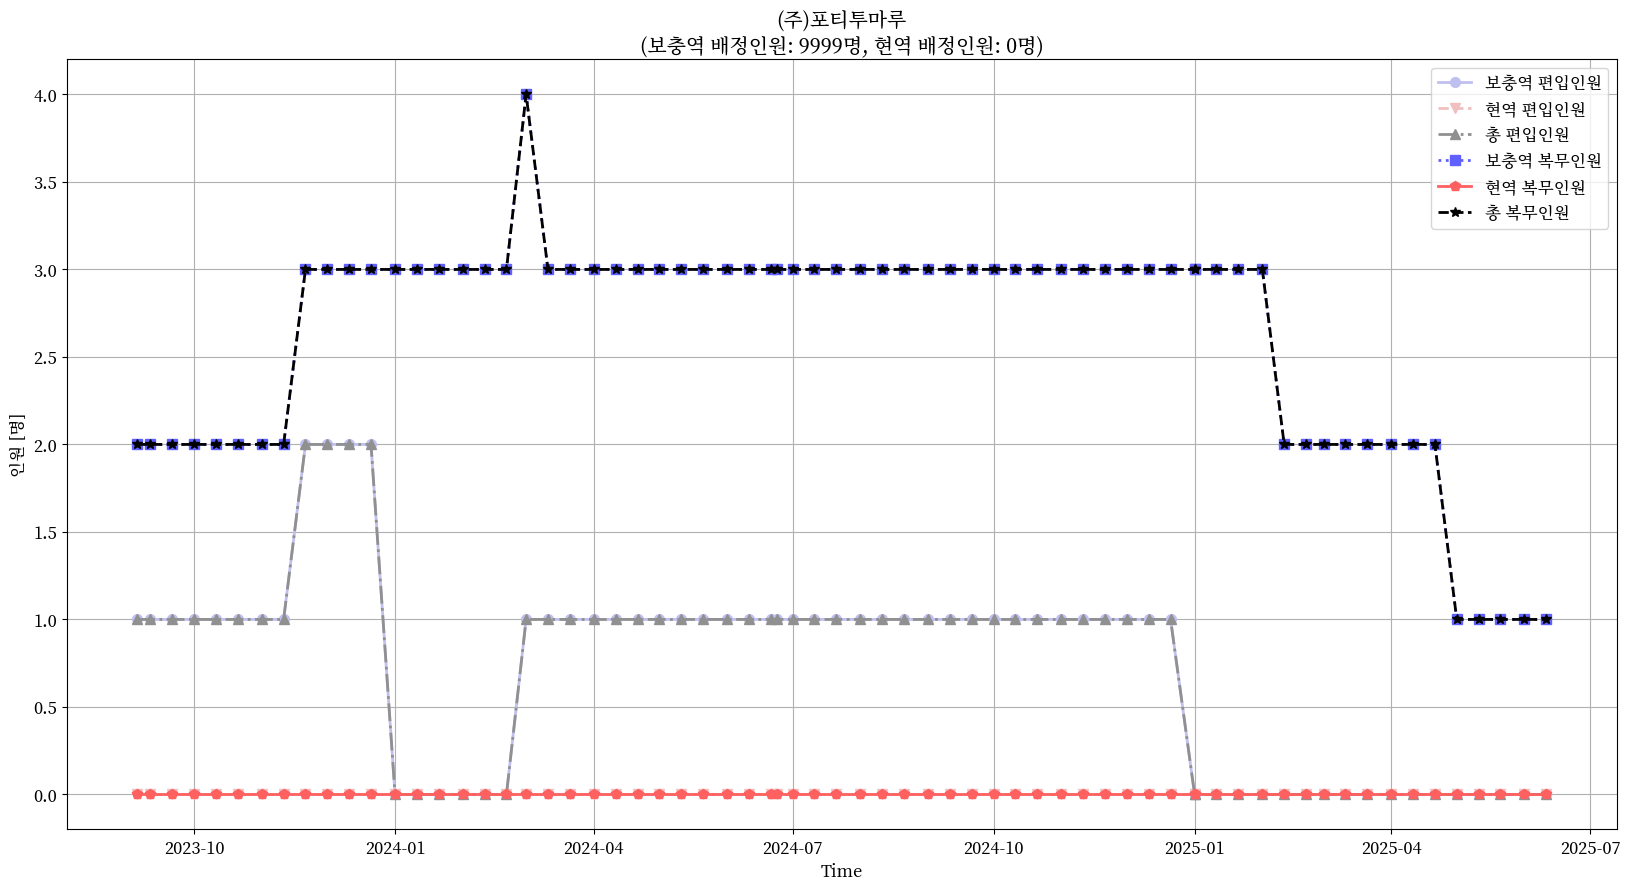 (주)포티투마루
(보충역 배정인원: 9999명, 현역 배정인원: 0명)
보충역 편입인원
현역 편입인원
총 편입인원
보충역 복무인원
현역 복무인원
총 복무인원
인원 [명]
4.0
3.5
3.0
2.5
2.0
1.5
1.0
0.5
0.0
2023-10
2024-01
2024-04
2024-07
2024-10
2025-01
2025-04
2025-07
Time